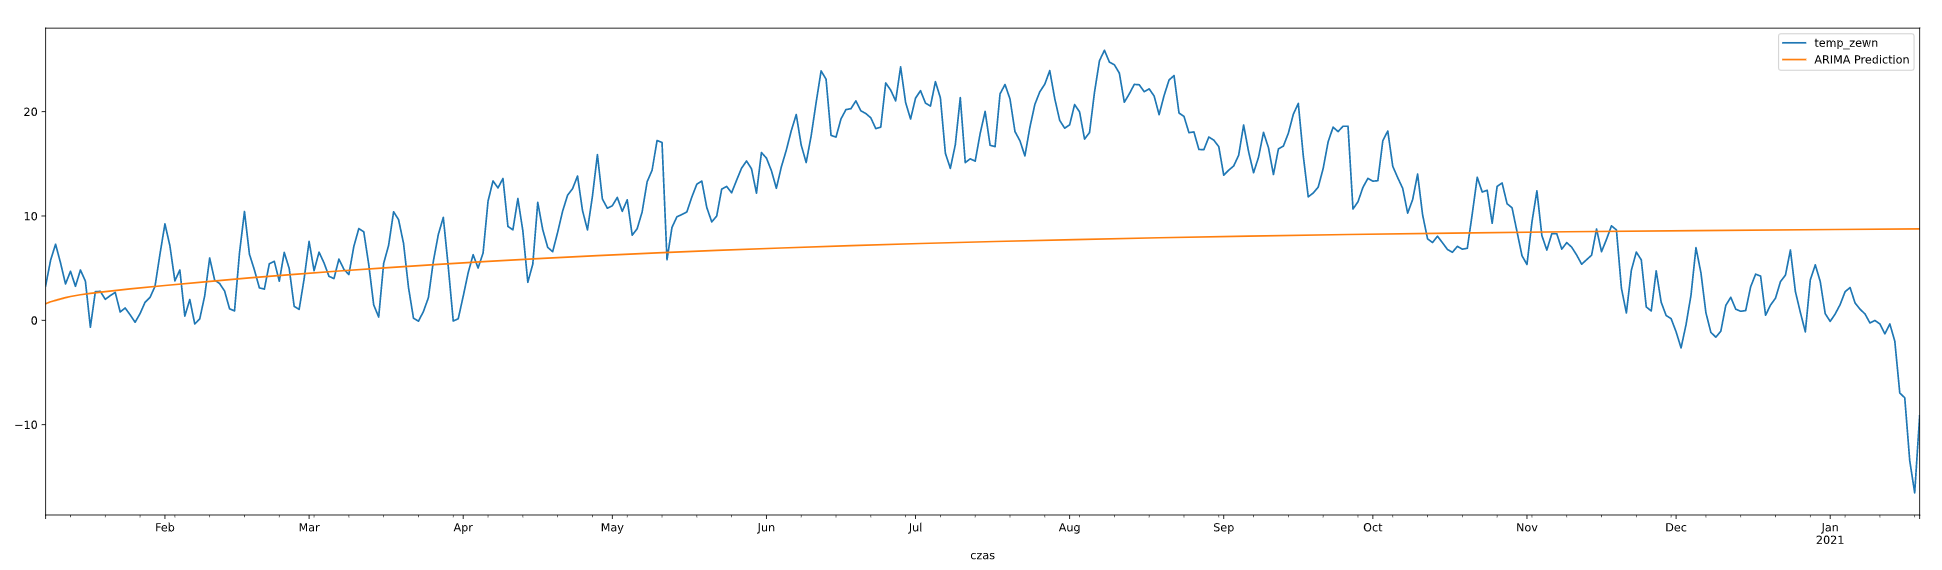 temp_zewn
ARIMA Prediction
20
10
0
−10
Feb Mar Apr May Jun Jul Aug Sep Oct Nov Dec Jan
2021
czas